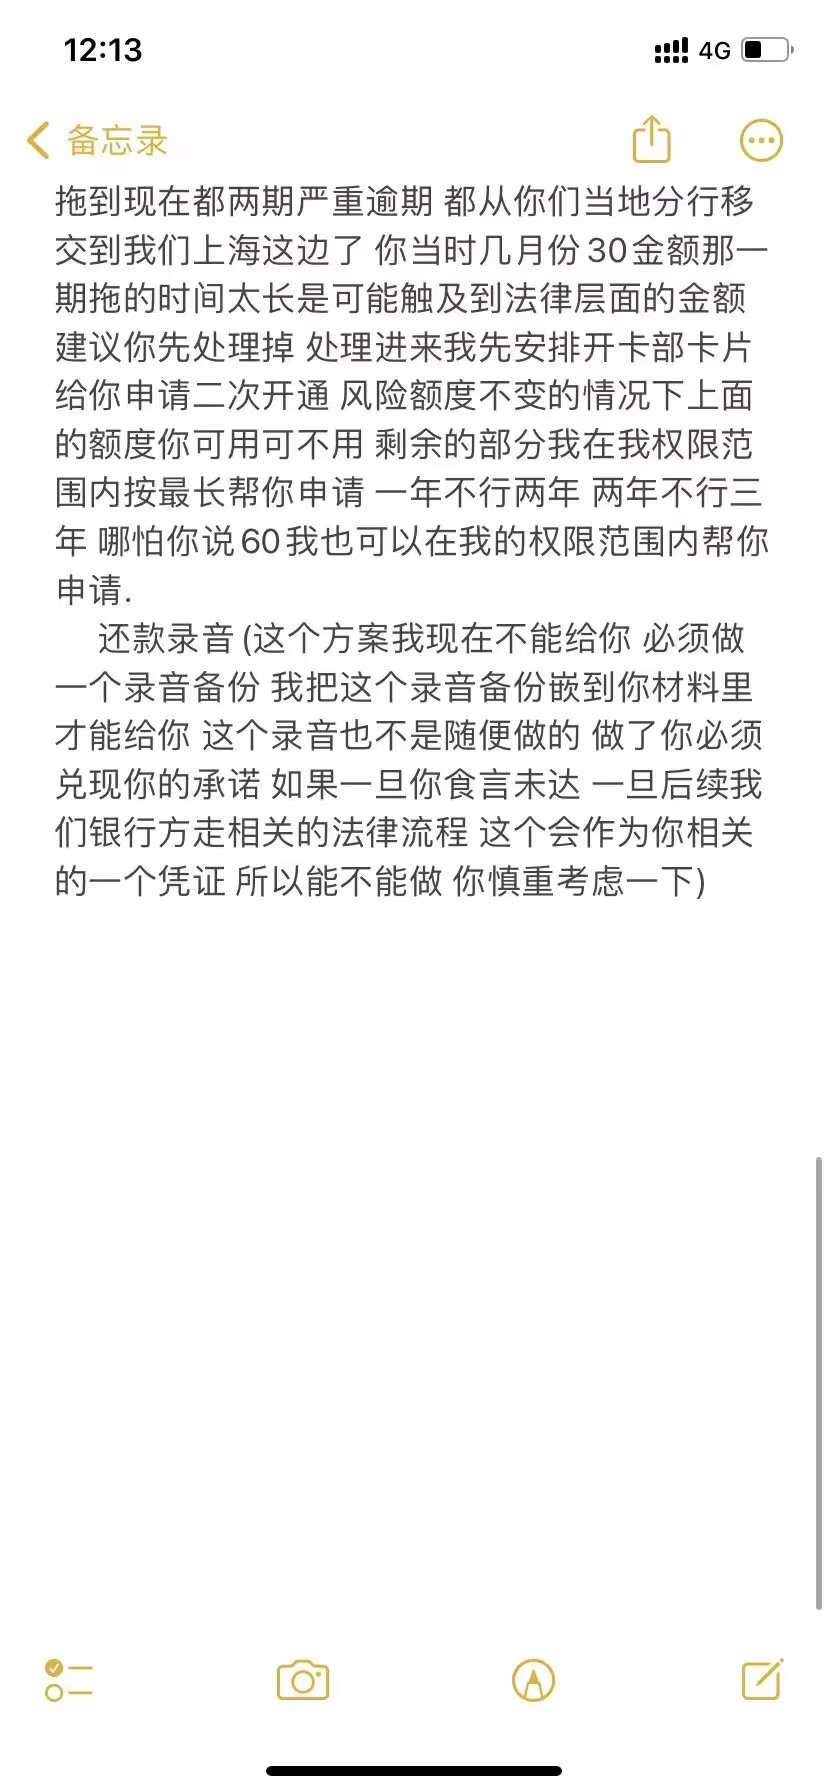 12:13
4G
备忘录
拖到现在都两期严重逾期 都从你们当地分行移
交到我们上海这边了 你当时几月份30金额那一
期拖的时间太长是可能触及到法律层面的金额
建议你先处理掉 处理进来我先安排开卡部卡片
给你申请二次开通 风险额度不变的情况下上面
的额度你可用可不用 剩余的部分我在我权限范
围内按最长帮你申请 一年不行两年 两年不行三
年 哪怕你说60我也可以在我的权限范围内帮你
申请.
还款录音(这个方案我现在不能给你 必须做
一个录音备份 我把这个录音备份嵌到你材料里
才能给你 这个录音也不是随便做的 做了你必须
兑现你的承诺 如果一旦你食言未达 一旦后续我
们银行方走相关的法律流程 这个会作为你相关
的一个凭证 所以能不能做 你慎重考虑一下)